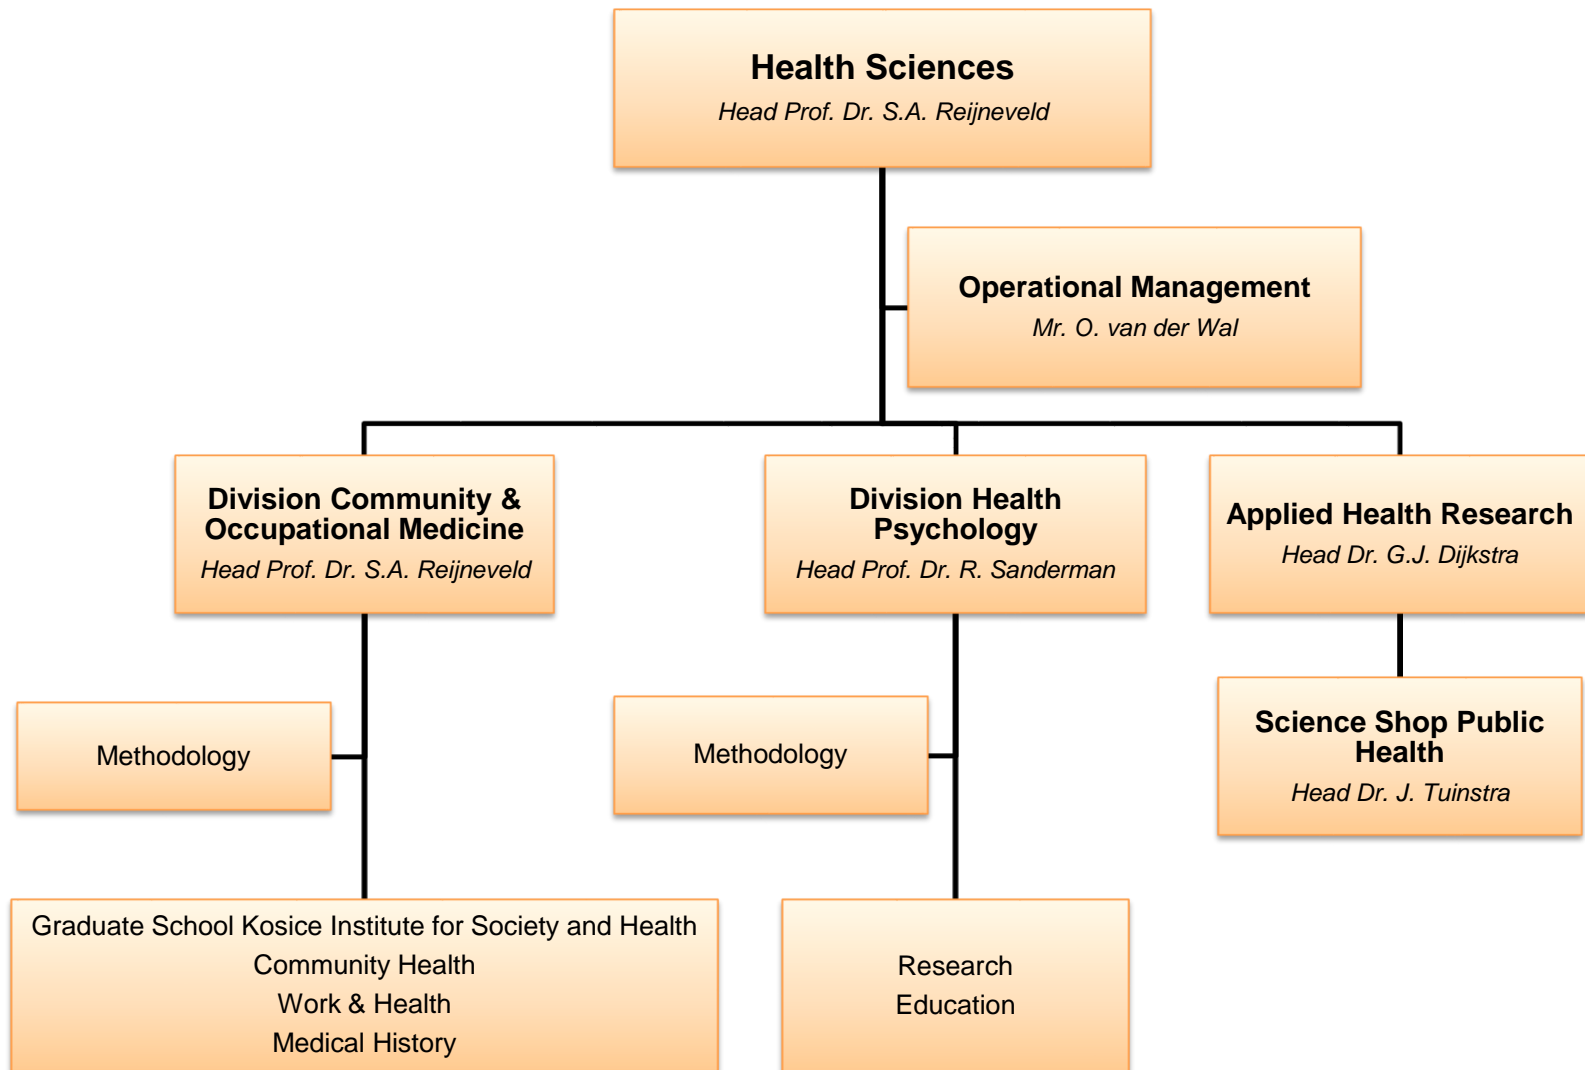 Health Sciences
Head Prof. Dr. S.A. Reijneveld
Operational Management
Mr. O. van der Wal
Division Community &
Occupational Medicine
Head Prof. Dr. S.A. Reijneveld
Division Health
Psychology
Head Prof. Dr. R. Sanderman
Applied Health Research
Head Dr. G.J. Dijkstra
Methodology
Methodology
Science Shop Public
Health
Head Dr. J. Tuinstra
Graduate School Kosice Institute for Society and Health
Community Health
Work & Health
Medical History
Research
Education